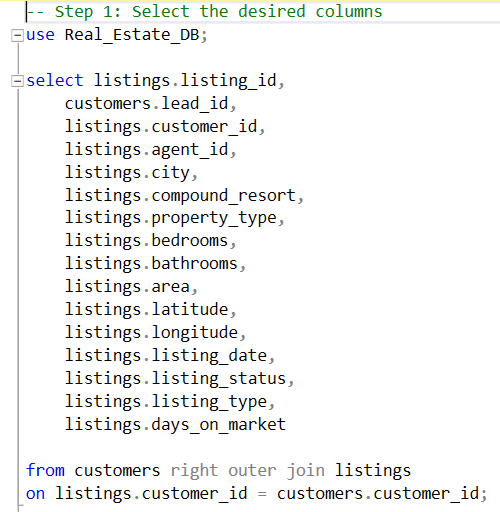 -- Step 1: Select the desired columns
use Real_Estate_DB;
select listings.listing_id,
customers.lead_id,
listings.customer_id,
listings.agent_id,
listings.city,
listings.compound_resort,
listings.property_type,
listings.bedrooms,
listings.bathrooms,
listings.area,
listings.latitude,
listings.longitude,
listings.listing_date,
listings.listing_status,
listings.listing_type,
listings.days_on_market
from customers right outer join listings
on listings.customer_id = customers.customer_id;